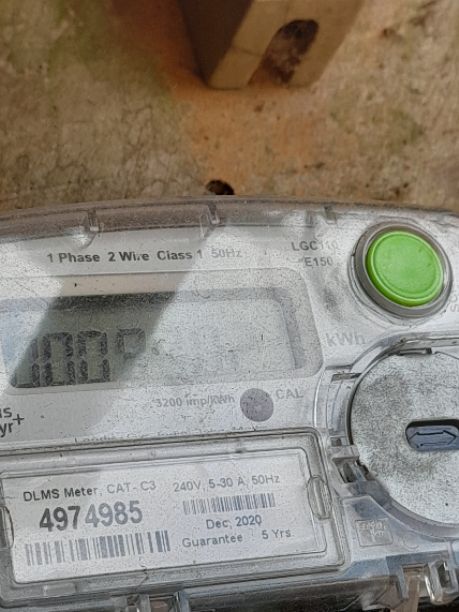 1 Phase 2 Wire Class 1 50Hz
LGC110
E150
kWh
3200 imp/kWh
CAL
DLMS Meter, CAT- C3 240V, 5-30 A, 50Hz
4974985
Dec, 2020
Guarantee 5 Yrs